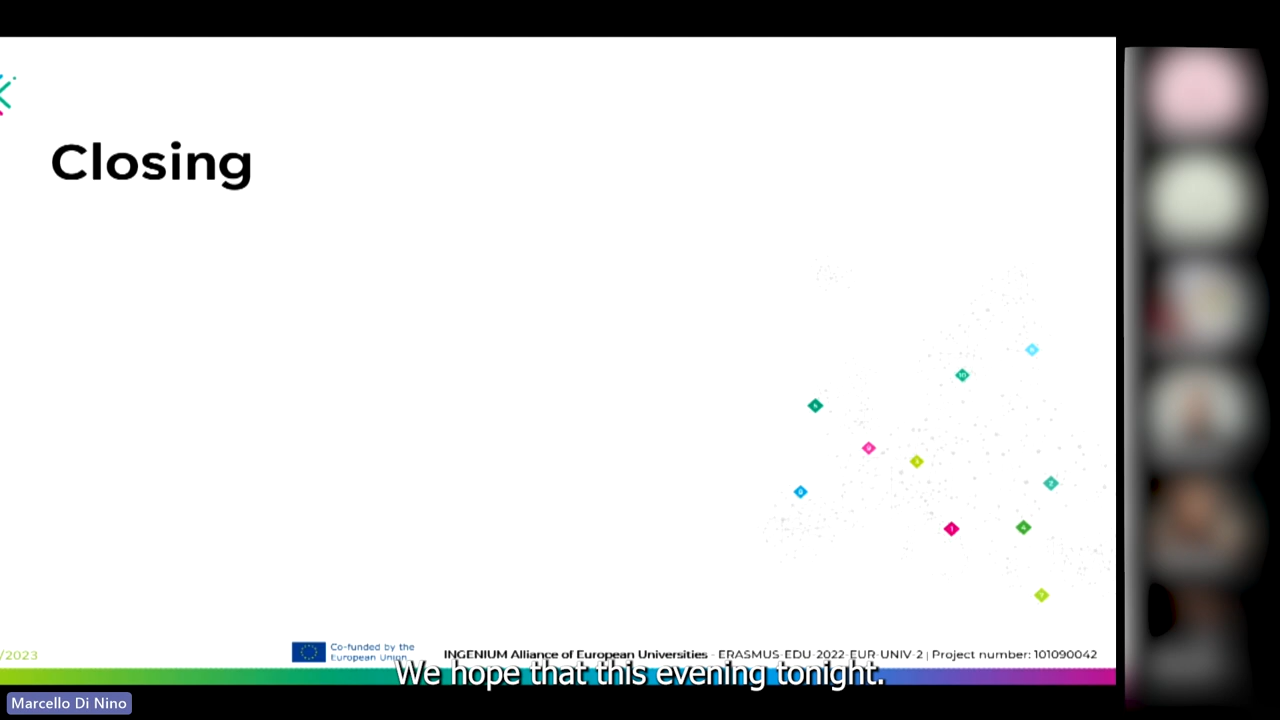 Closing
/2023
Co-funded by the
European Union
INGENIUM Alliance of European Universities - ERASMUS-EDU-2022-EUR-UNIV-2 | Project number: 101090042
We hope that this evening tonight.
Marcello Di Nino